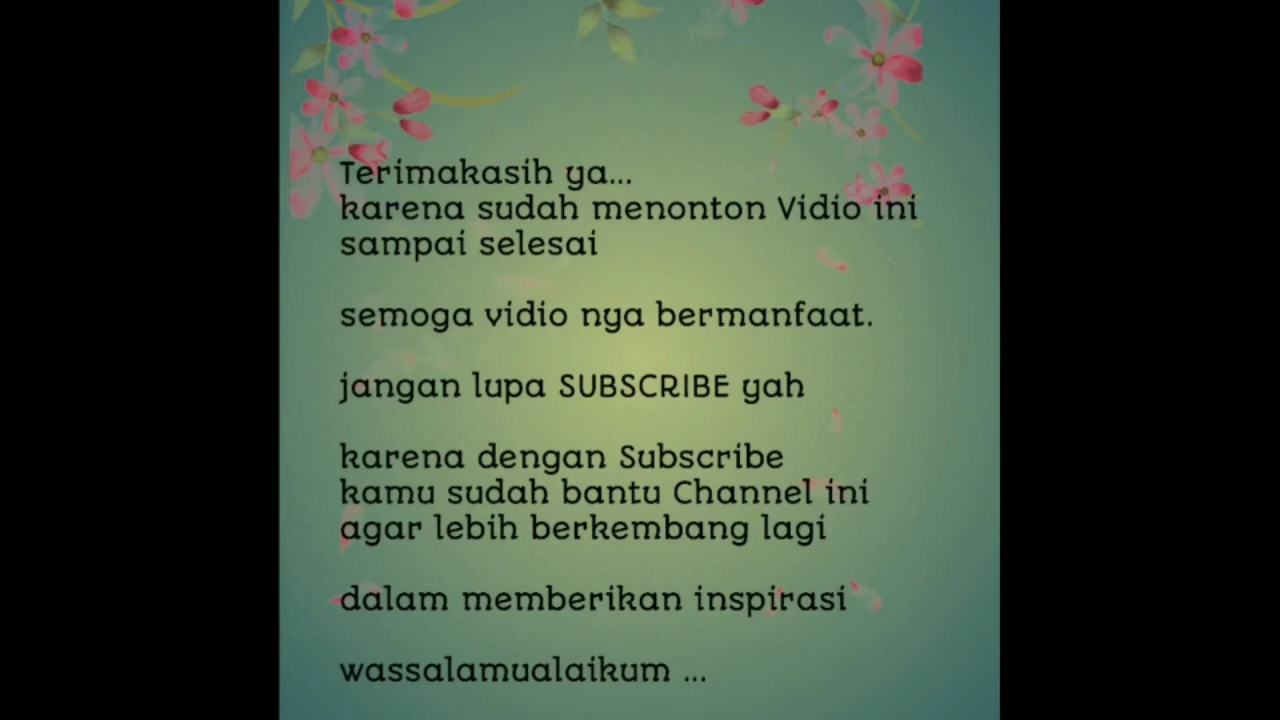 Terimakasih ya...
karena sudah menonton Vidio ini
sampai selesai
semoga vidio nya bermanfaat.
jangan lupa SUBSCRIBE yah
karena dengan Subscribe
kamu sudah bantu Channel ini
agar lebih berkembang lagi
dalam memberikan inspirasi
wassalamualaikum ...